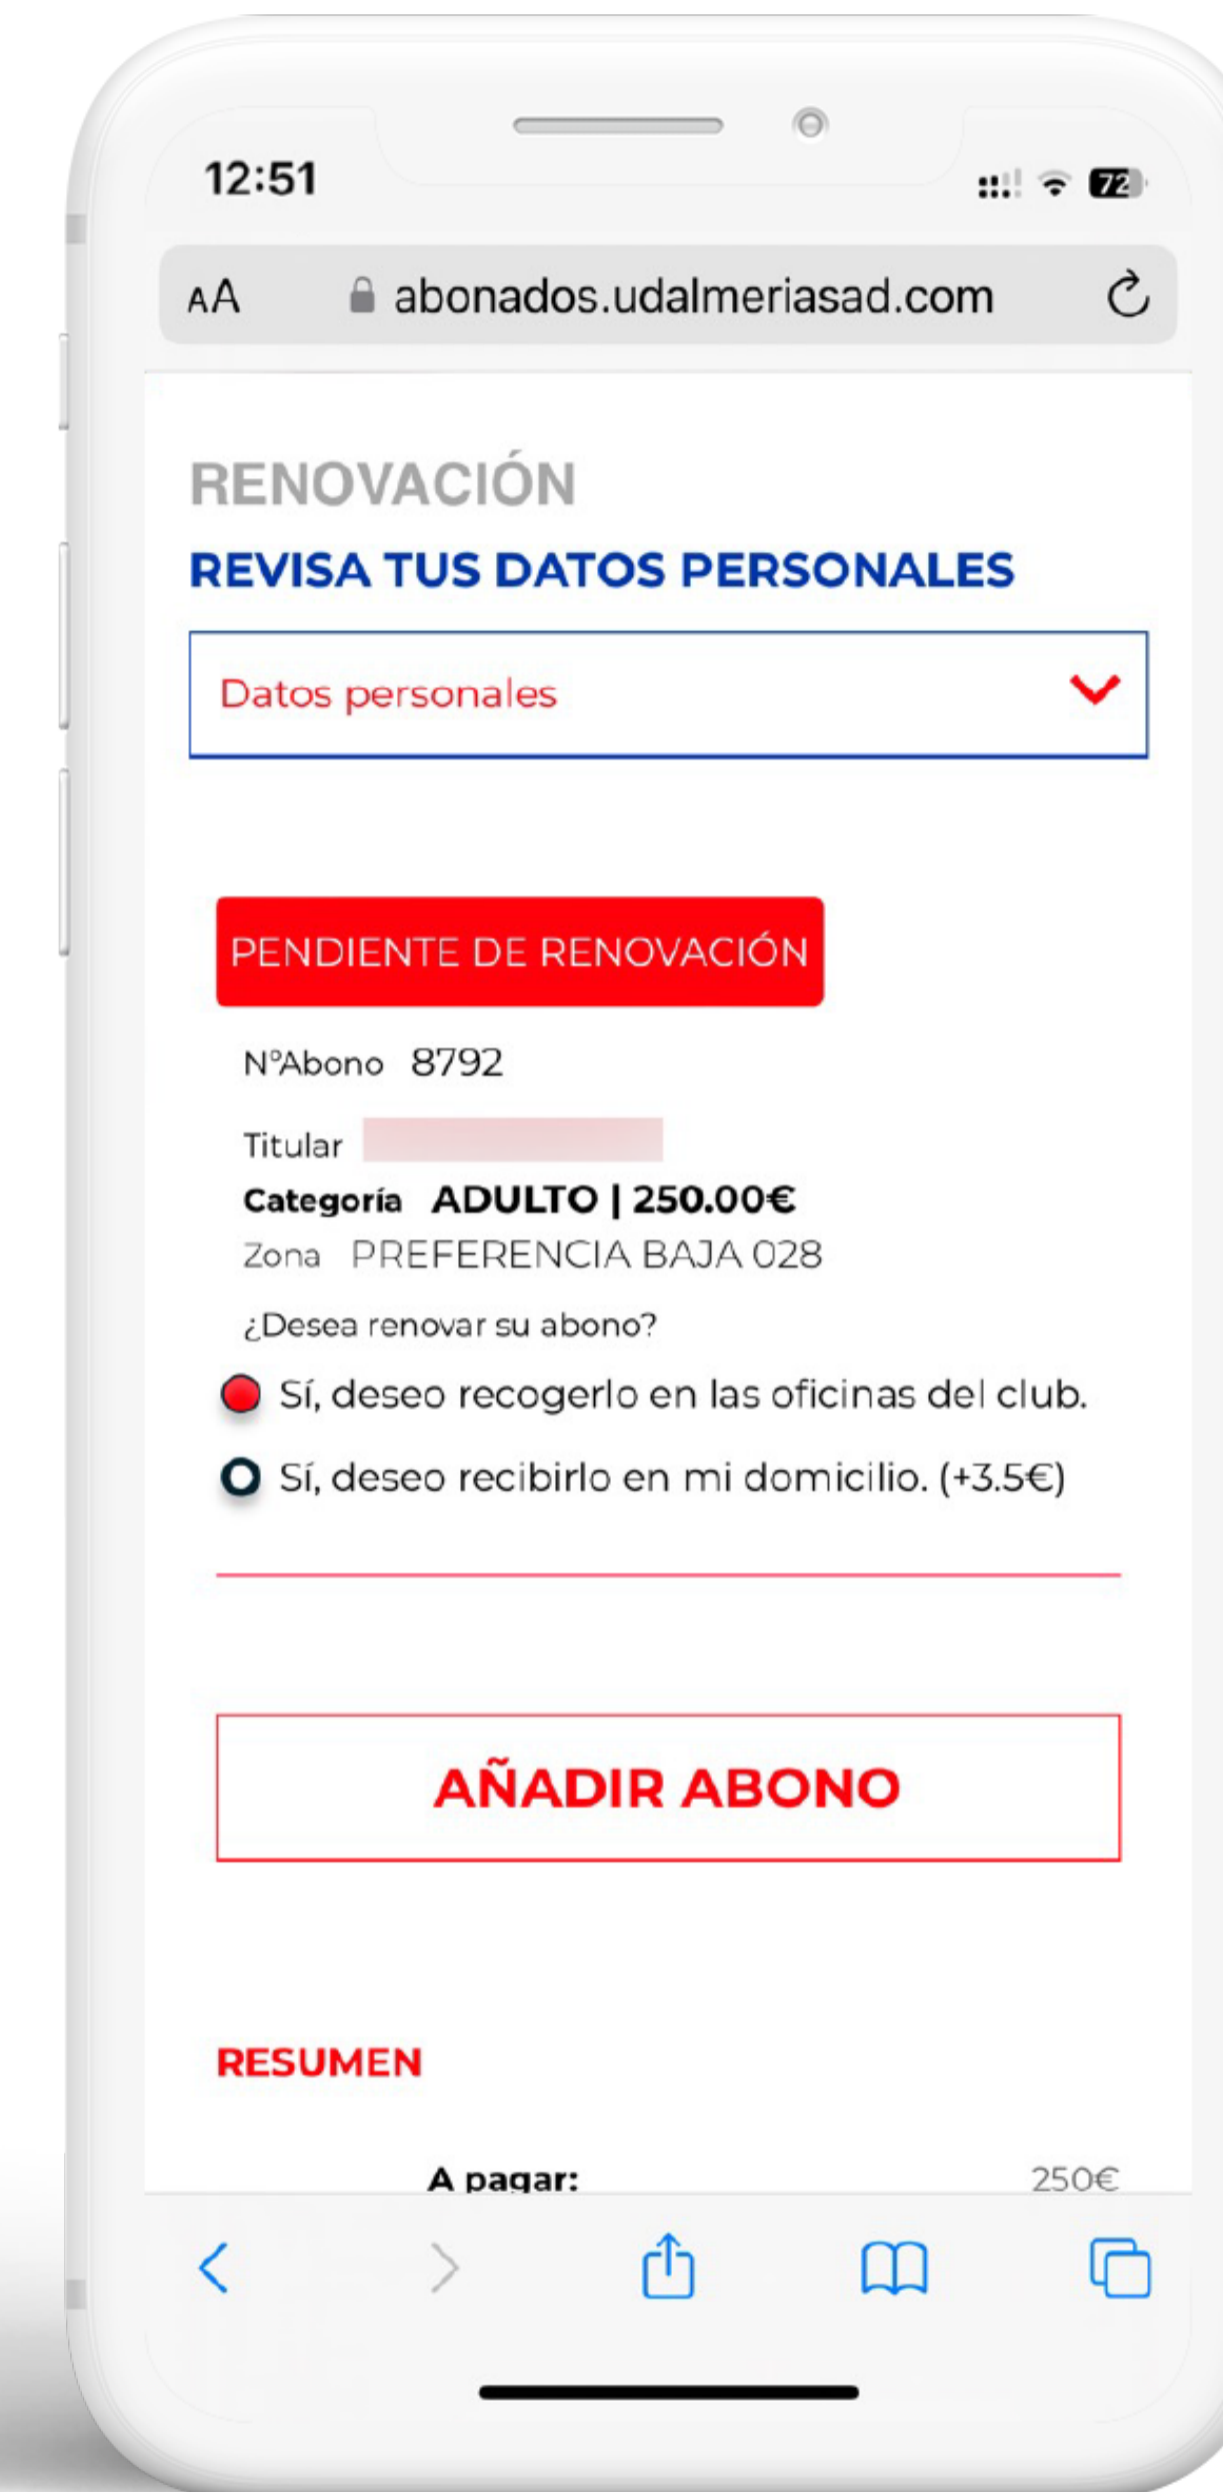 12:51
72
AA abonados.udalmeriasad.com
RENOVACIÓN
REVISA TUS DATOS PERSONALES
Datos personales
PENDIENTE DE RENOVACIÓN
NºAbono 8792
Titular
Categoría ADULTO | 250.00€
Zona PREFERENCIA BAJA 028
¿Desea renovar su abono?
Sí, deseo recogerlo en las oficinas del club.
Sí, deseo recibirlo en mi domicilio. (+3.5€)
AÑADIR ABONO
RESUMEN
A pagar: 250€